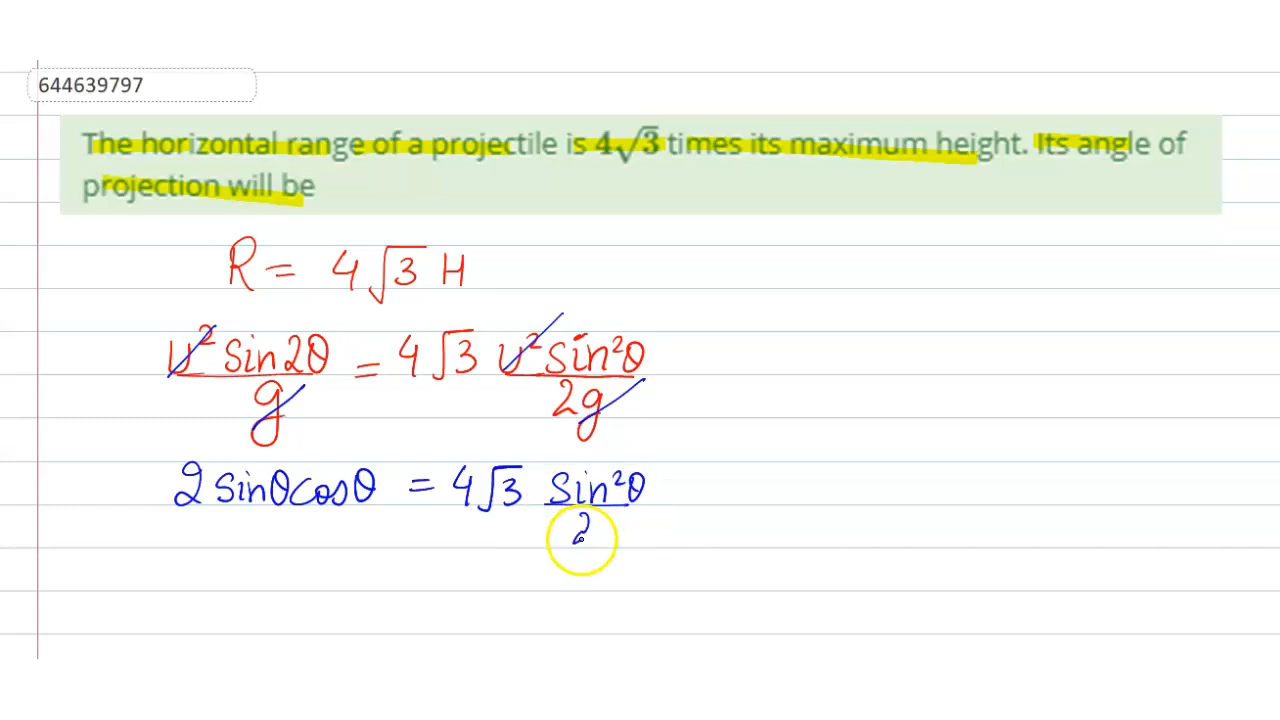 644639797
The horizontal range of a projectile is 4√3 times its maximum height. Its angle of
projection will be
R = 4√3 H
u² sin2θ / g = 4√3 u² sin²θ / 2g
2 sinθ cosθ = 4√3 sin²θ / 2